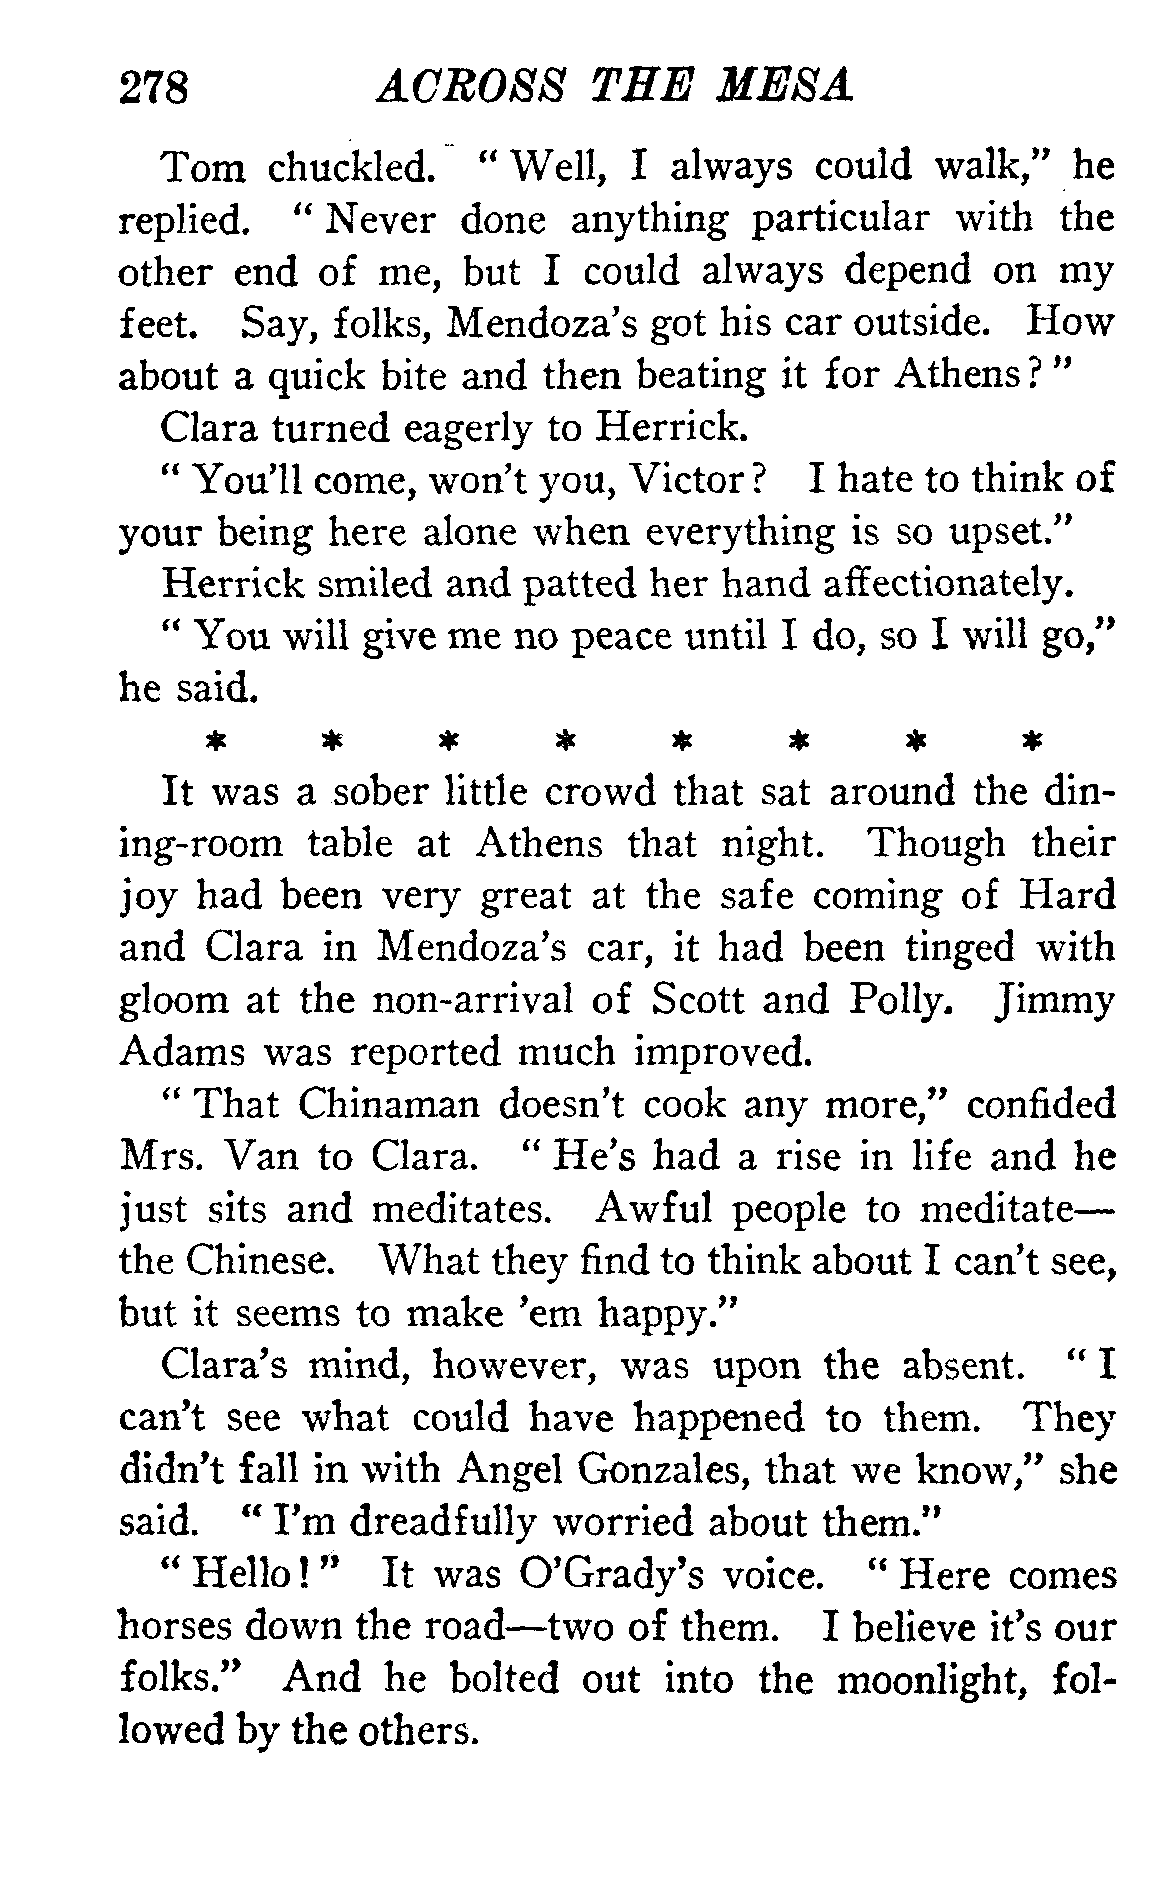 278 ACROSS THE MESA
Tom chuckled. " Well, I always could walk," he
replied. " Never done anything particular with the
other end of me, but I could always depend on my
feet. Say, folks, Mendoza's got his car outside. How
about a quick bite and then beating it for Athens? "
Clara turned eagerly to Herrick.
" You'll come, won't you, Victor? I hate to think of
your being here alone when everything is so upset."
Herrick smiled and patted her hand affectionately.
" You will give me no peace until I do, so I will go,"
he said.
* * * * * * * *
It was a sober little crowd that sat around the din-
ing-room table at Athens that night. Though their
joy had been very great at the safe coming of Hard
and Clara in Mendoza's car, it had been tinged with
gloom at the non-arrival of Scott and Polly. Jimmy
Adams was reported much improved.
" That Chinaman doesn't cook any more," confided
Mrs. Van to Clara. " He's had a rise in life and he
just sits and meditates. Awful people to meditate—
the Chinese. What they find to think about I can't see,
but it seems to make 'em happy."
Clara's mind, however, was upon the absent. " I
can't see what could have happened to them. They
didn't fall in with Angel Gonzales, that we know," she
said. " I'm dreadfully worried about them."
" Hello! " It was O'Grady's voice. " Here comes
horses down the road—two of them. I believe it's our
folks." And he bolted out into the moonlight, fol-
lowed by the others.